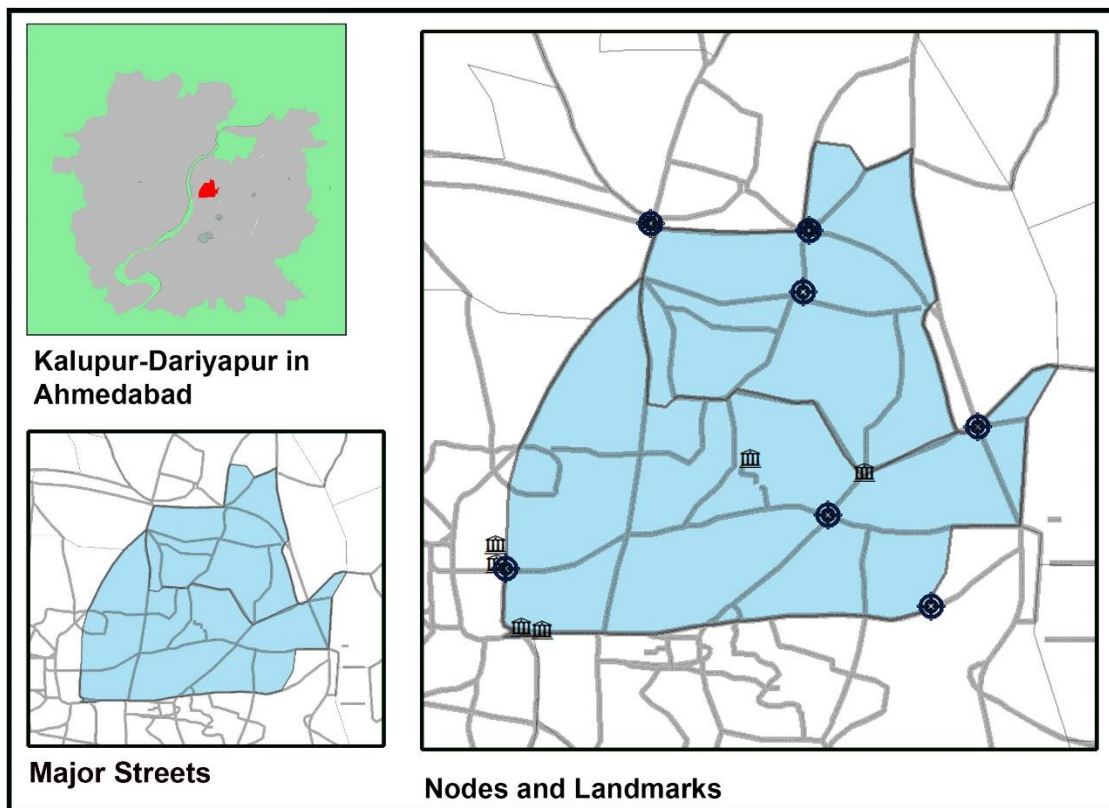 Kalupur-Dariyapur in
Ahmedabad
Major Streets
Nodes and Landmarks